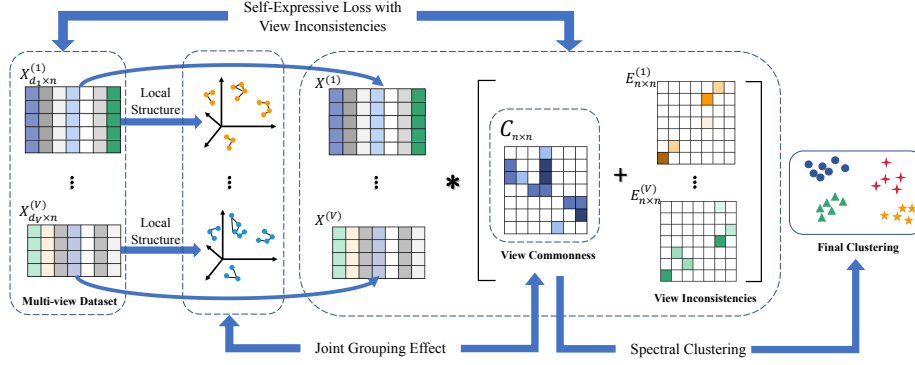 Self-Expressive Loss with
View Inconsistencies
X^{(1)}_{d_1×n}
Local
Structure
X^{(1)}
*
C_{n×n}
+
E^{(1)}_{n×n}
E^{(V)}_{n×n}
X^{(V)}_{d_V×n}
Local
Structure
X^{(V)}
Multi-view Dataset
View Commonness
View Inconsistencies
Final Clustering
Joint Grouping Effect
Spectral Clustering